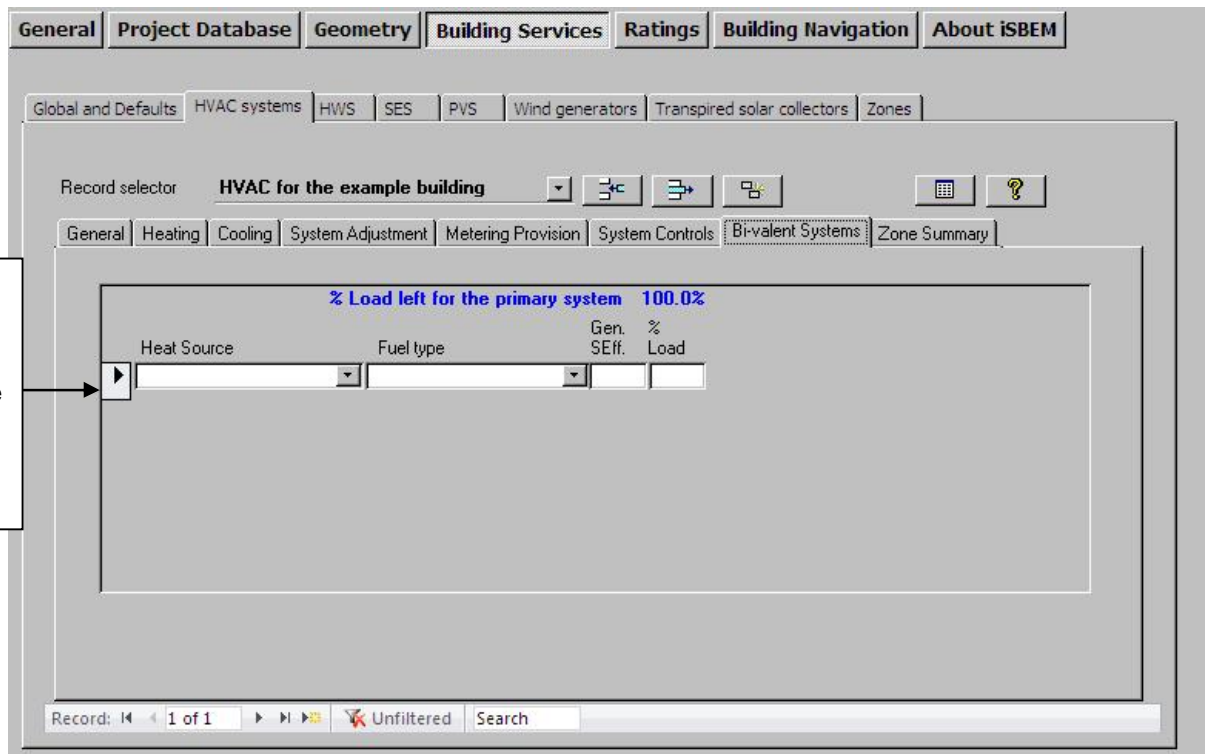 General Project Database Geometry Building Services Ratings Building Navigation About iSBEM
Global and Defaults HVAC systems HWS SES PVS Wind generators Transpired solar collectors Zones
Record selector HVAC for the example building
General Heating Cooling System Adjustment Metering Provision System Controls Bi-valent Systems Zone Summary
% Load left for the primary system 100.0%
Heat Source Fuel type Gen. SEff. % Load
Record: 1 of 1 Unfiltered Search